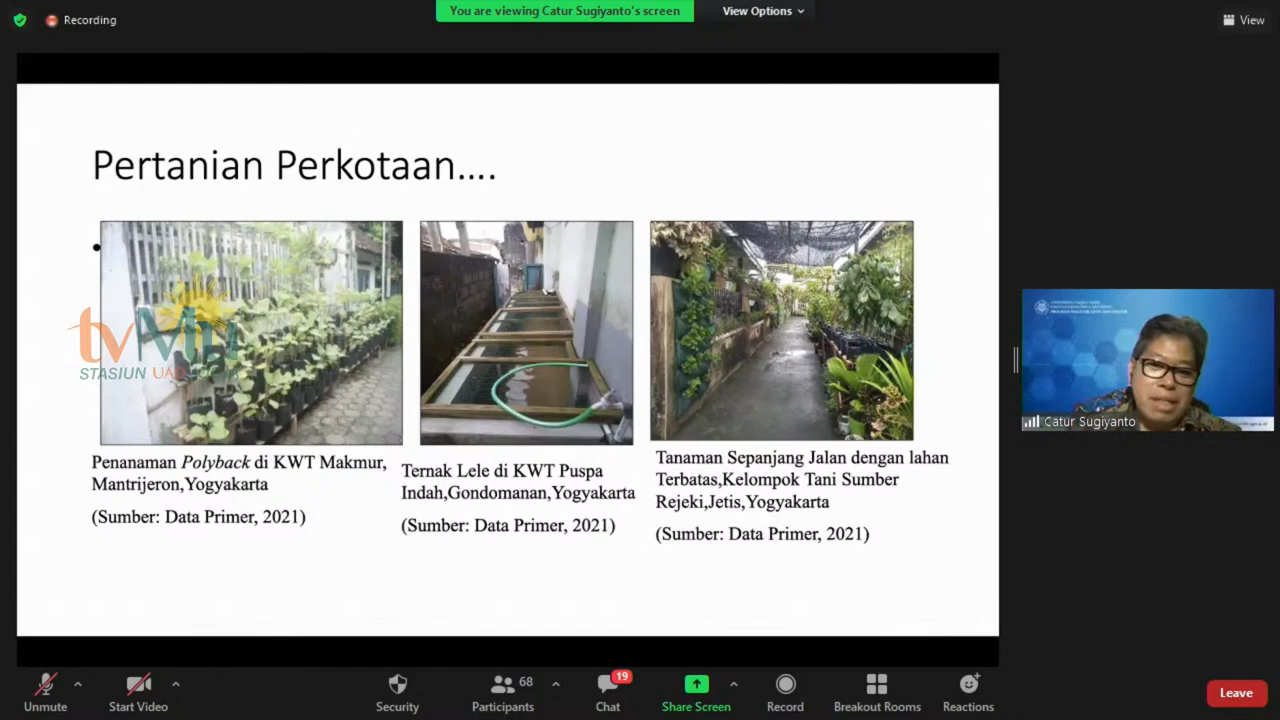 Recording
You are viewing Catur Sugiyanto's screen
View Options
View
Pertanian Perkotaan....
tvMu
STASIUN UAD JOGJA
Penanaman Polyback di KWT Makmur,
Mantrijeron,Yogyakarta
(Sumber: Data Primer, 2021)
Ternak Lele di KWT Puspa
Indah,Gondomanan,Yogyakarta
(Sumber: Data Primer, 2021)
Tanaman Sepanjang Jalan dengan lahan
Terbatas,Kelompok Tani Sumber
Rejeki,Jetis,Yogyakarta
(Sumber: Data Primer, 2021)
Catur Sugiyanto
Unmute
Start Video
Security
68
Participants
19
Chat
Share Screen
Record
Breakout Rooms
Reactions
Leave